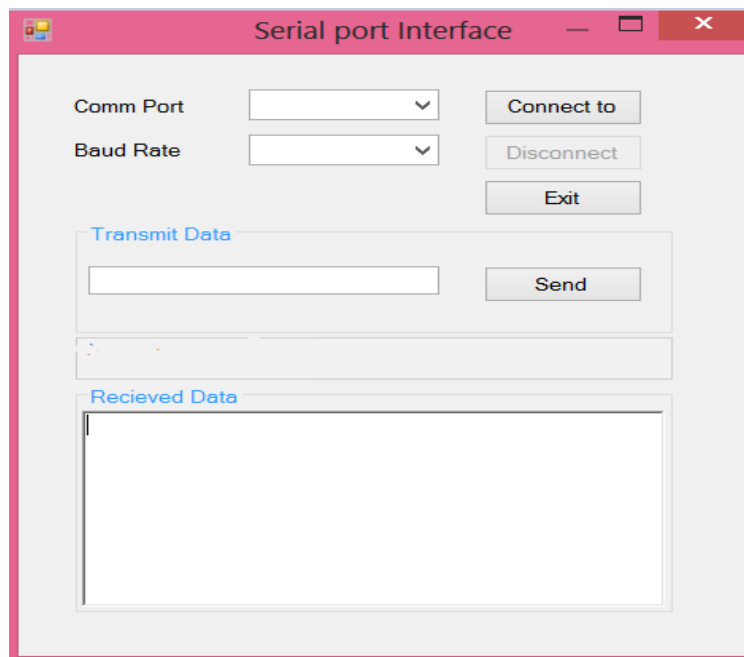 Serial port Interface
Comm Port
Connect to
Baud Rate
Disconnect
Exit
Transmit Data
Send
Recieved Data